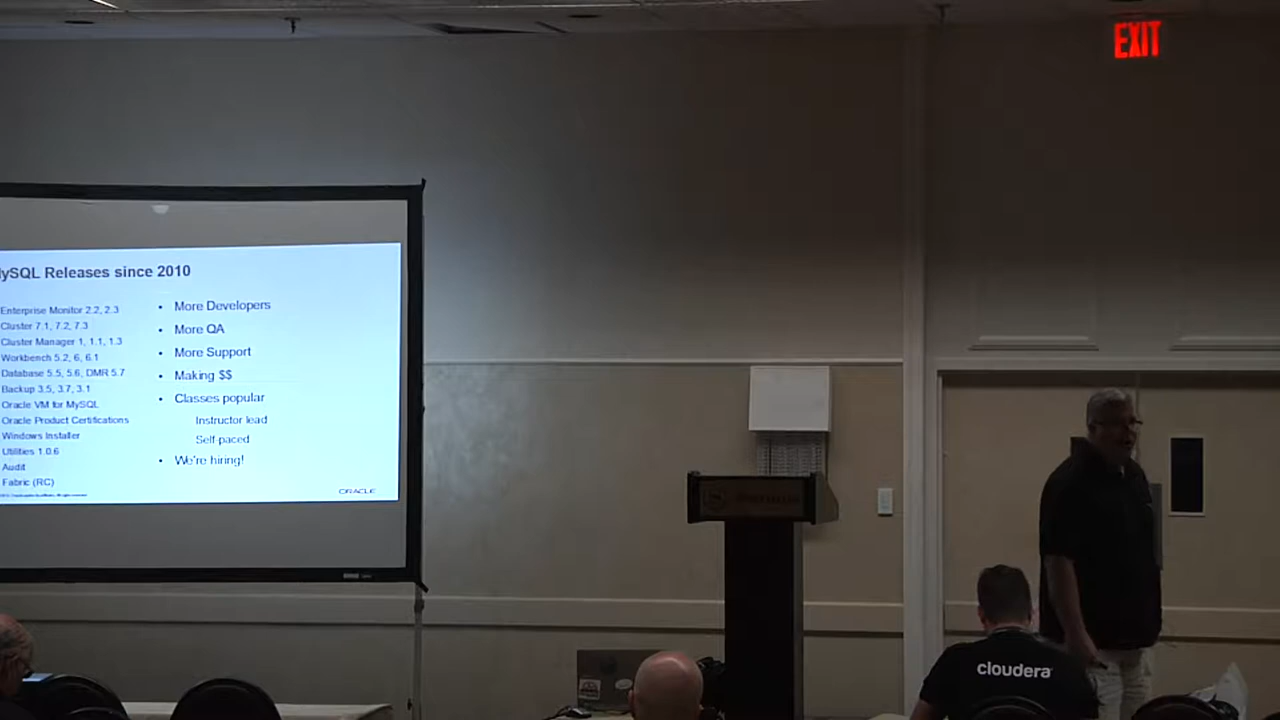 EXIT
MySQL Releases since 2010
Enterprise Monitor 2.2, 2.3
Cluster 7.1, 7.2, 7.3
Cluster Manager 1, 1.1, 1.3
Workbench 5.2, 6, 6.1
Database 5.5, 5.6, DMR 5.7
Backup 3.5, 3.7, 3.1
Oracle VM for MySQL
Oracle Product Certifications
Windows Installer
Utilities 1.0.6
Audit
Fabric (RC)
• More Developers
• More QA
• More Support
• Making $$
• Classes popular
Instructor lead
Self-paced
• We're hiring!
ORACLE
cloudera